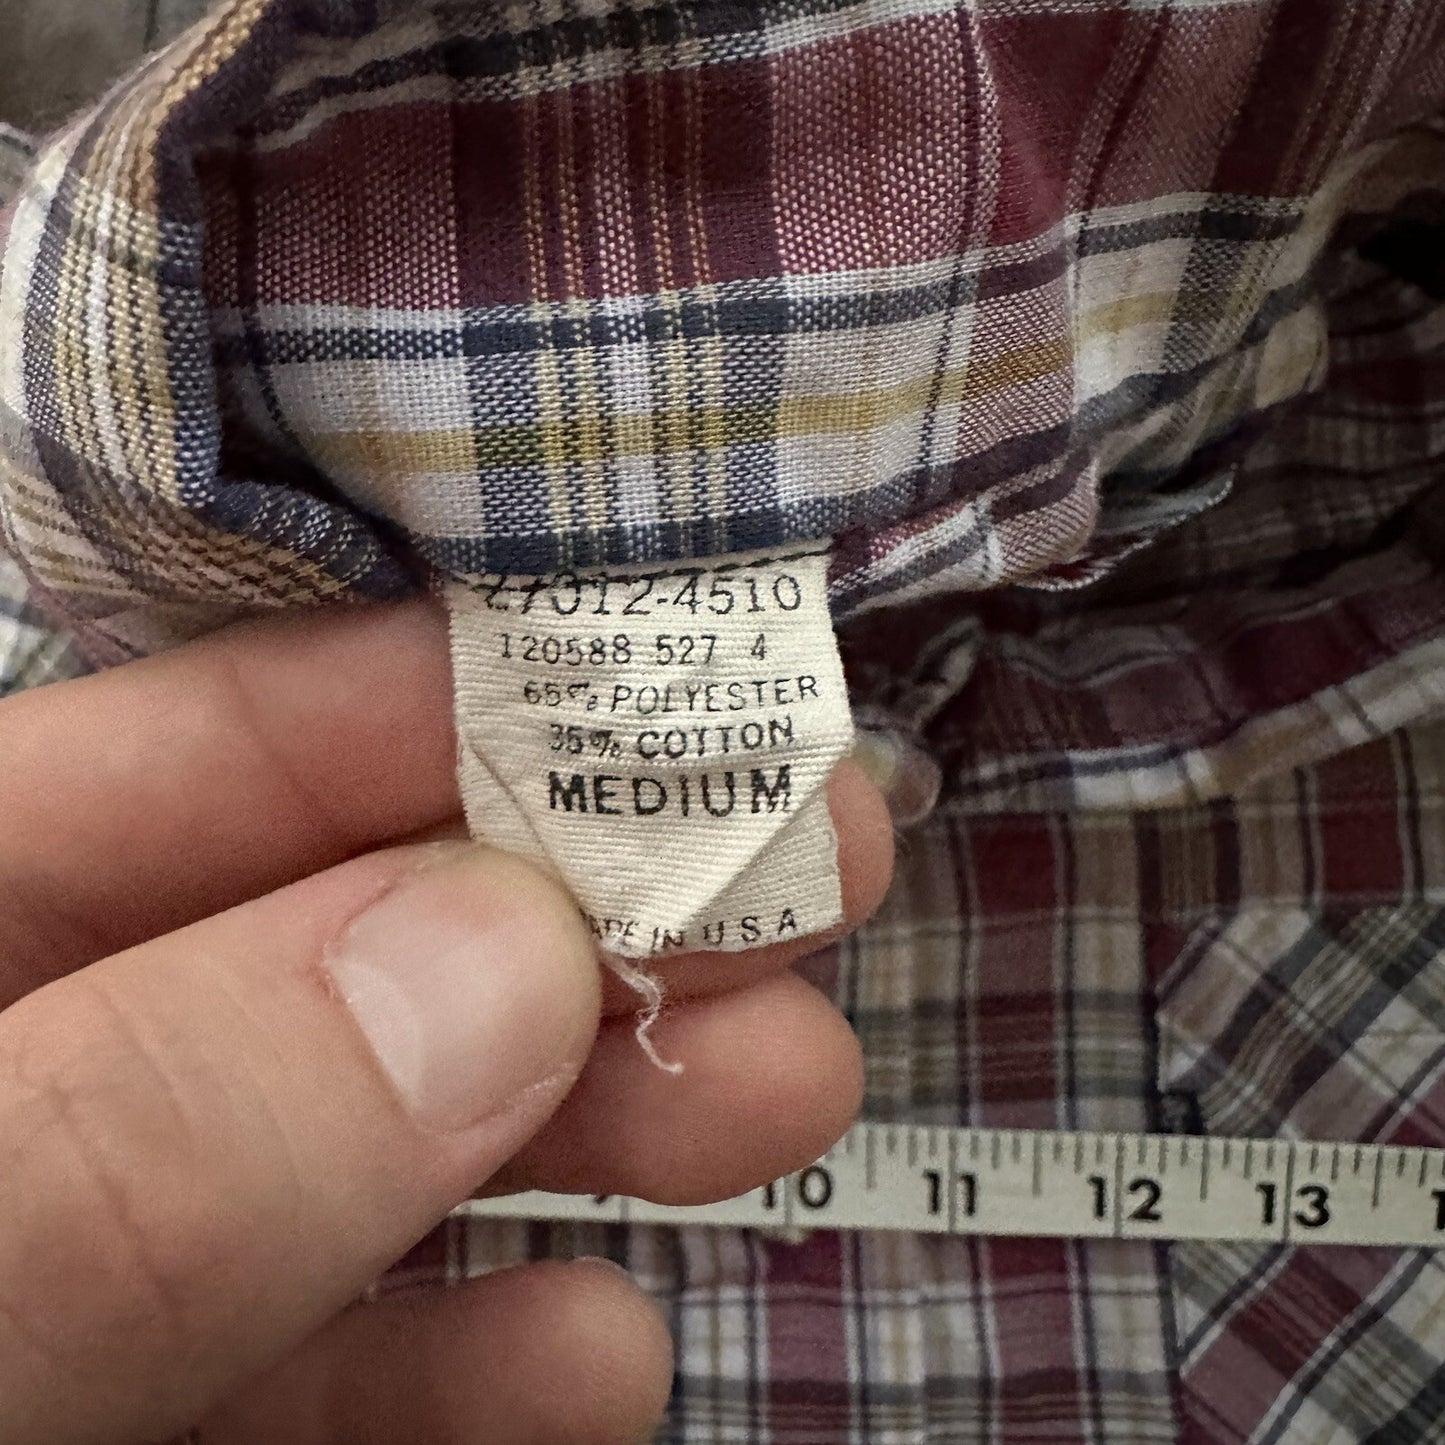 27012-4510
120588 527 4
65% POLYESTER
35% COTTON
MEDIUM
MADE IN U S A
10 11 12 13